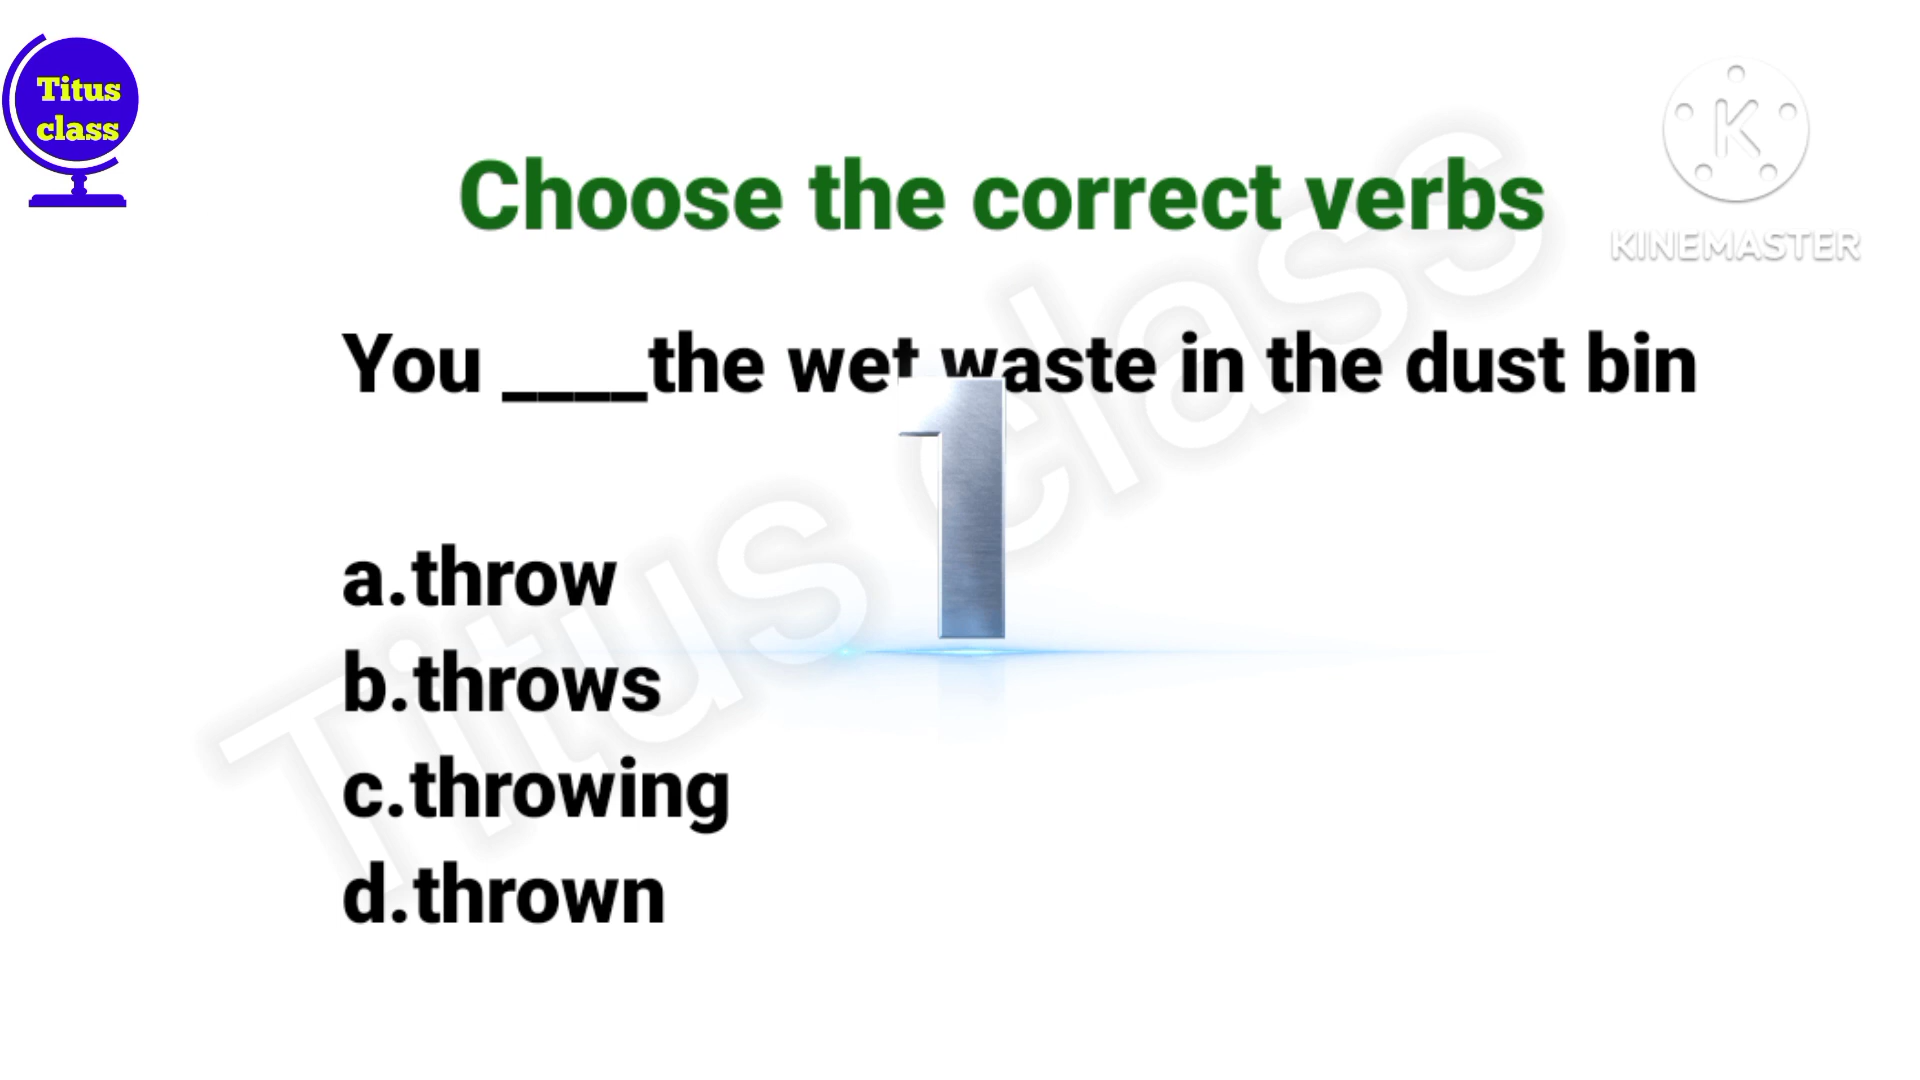 Titus
class
K
KINEMASTER
Choose the correct verbs
You ____the wet waste in the dust bin
1
a.throw
b.throws
c.throwing
d.thrown
Titus class